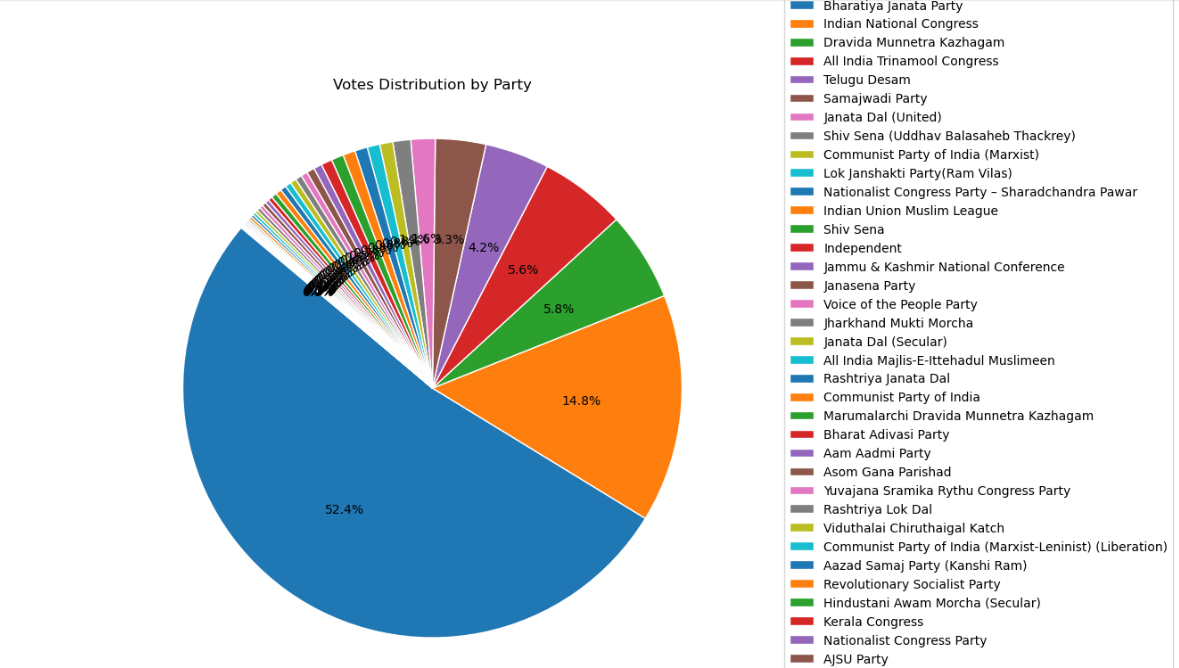 Votes Distribution by Party
52.4%
14.8%
5.8%
5.6%
4.2%
3.3%
Bharatiya Janata Party
Indian National Congress
Dravida Munnetra Kazhagam
All India Trinamool Congress
Telugu Desam
Samajwadi Party
Janata Dal (United)
Shiv Sena (Uddhav Balasaheb Thackrey)
Communist Party of India (Marxist)
Lok Janshakti Party(Ram Vilas)
Nationalist Congress Party – Sharadchandra Pawar
Indian Union Muslim League
Shiv Sena
Independent
Jammu & Kashmir National Conference
Janasena Party
Voice of the People Party
Jharkhand Mukti Morcha
Janata Dal (Secular)
All India Majlis-E-Ittehadul Muslimeen
Rashtriya Janata Dal
Communist Party of India
Marumalarchi Dravida Munnetra Kazhagam
Bharat Adivasi Party
Aam Aadmi Party
Asom Gana Parishad
Yuvajana Sramika Rythu Congress Party
Rashtriya Lok Dal
Viduthalai Chiruthaigal Katch
Communist Party of India (Marxist-Leninist) (Liberation)
Aazad Samaj Party (Kanshi Ram)
Revolutionary Socialist Party
Hindustani Awam Morcha (Secular)
Kerala Congress
Nationalist Congress Party
AJSU Party